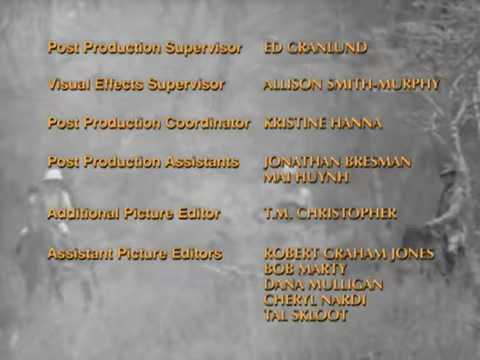 Post Production Supervisor ED GRANLUND
Visual Effects Supervisor ALLISON SMITH-MURPHY
Post Production Coordinator KRISTINE HANNA
Post Production Assistants JONATHAN BRESMAN
MAI HUYNH
Additional Picture Editor T.M. CHRISTOPHER
Assistant Picture Editors ROBERT GRAHAM JONES
BOB MARTY
DANA MULLIGAN
CHERYL NARDI
TAL SKLOOT